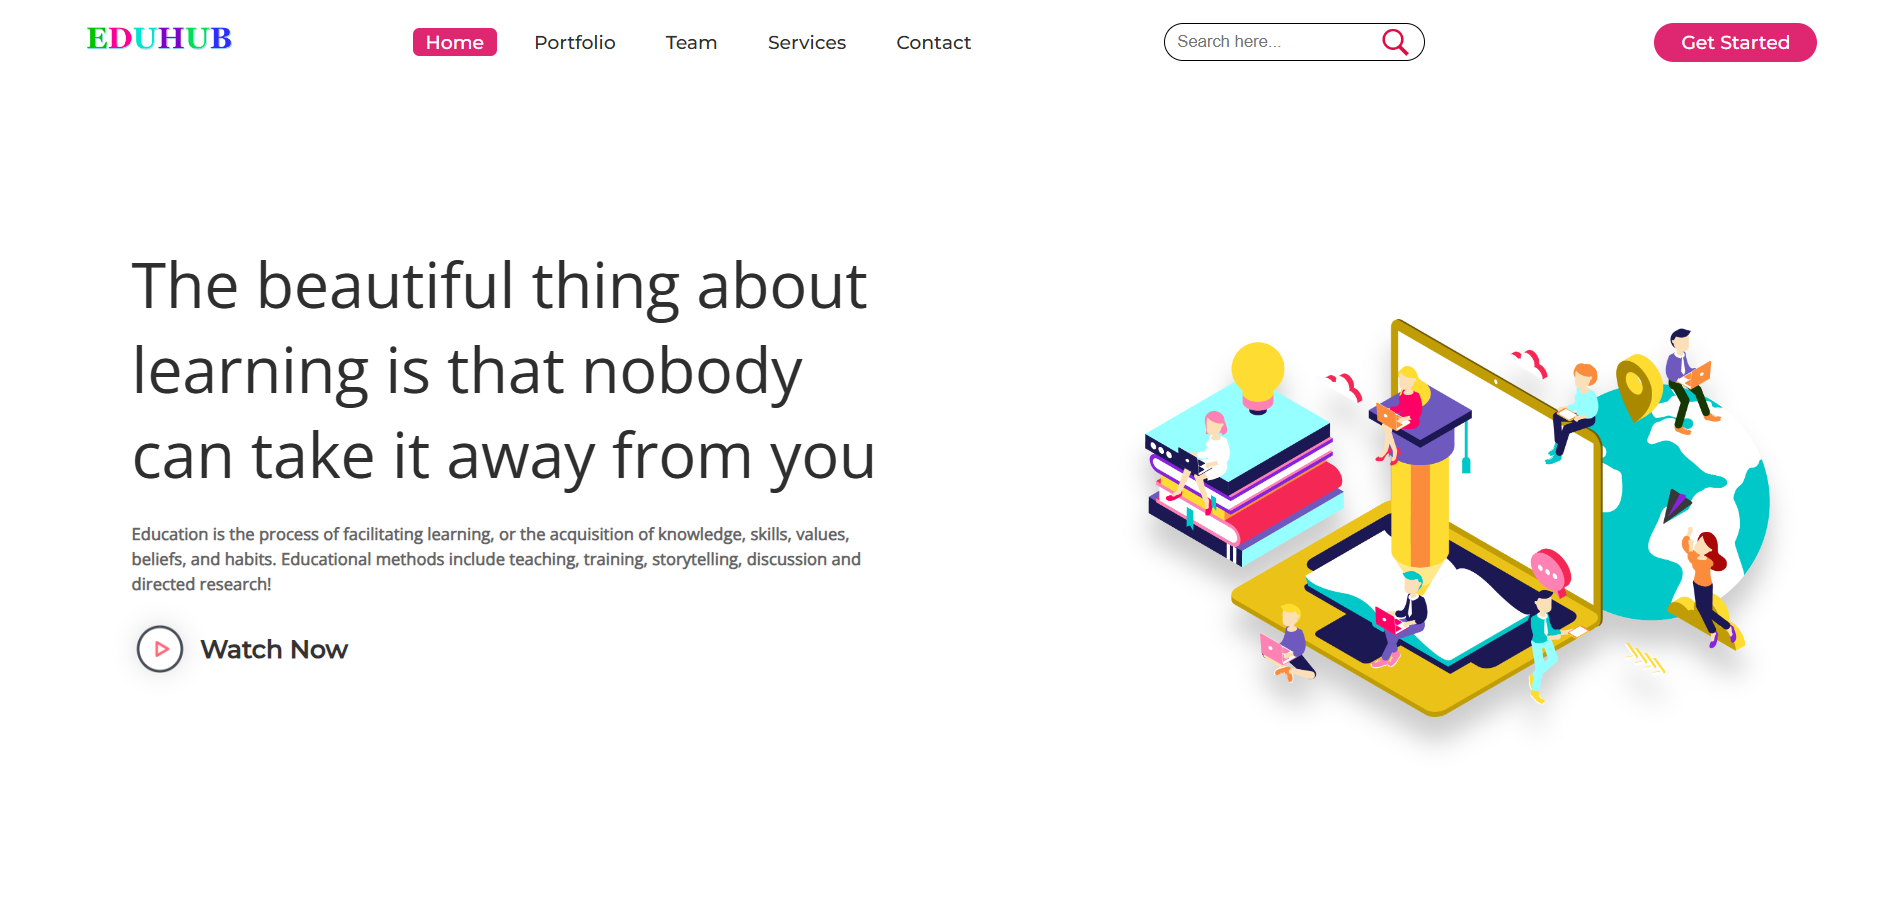 EDUHUB
Home Portfolio Team Services Contact
Search here...
Get Started
The beautiful thing about
learning is that nobody
can take it away from you
Education is the process of facilitating learning, or the acquisition of knowledge, skills, values,
beliefs, and habits. Educational methods include teaching, training, storytelling, discussion and
directed research!
Watch Now